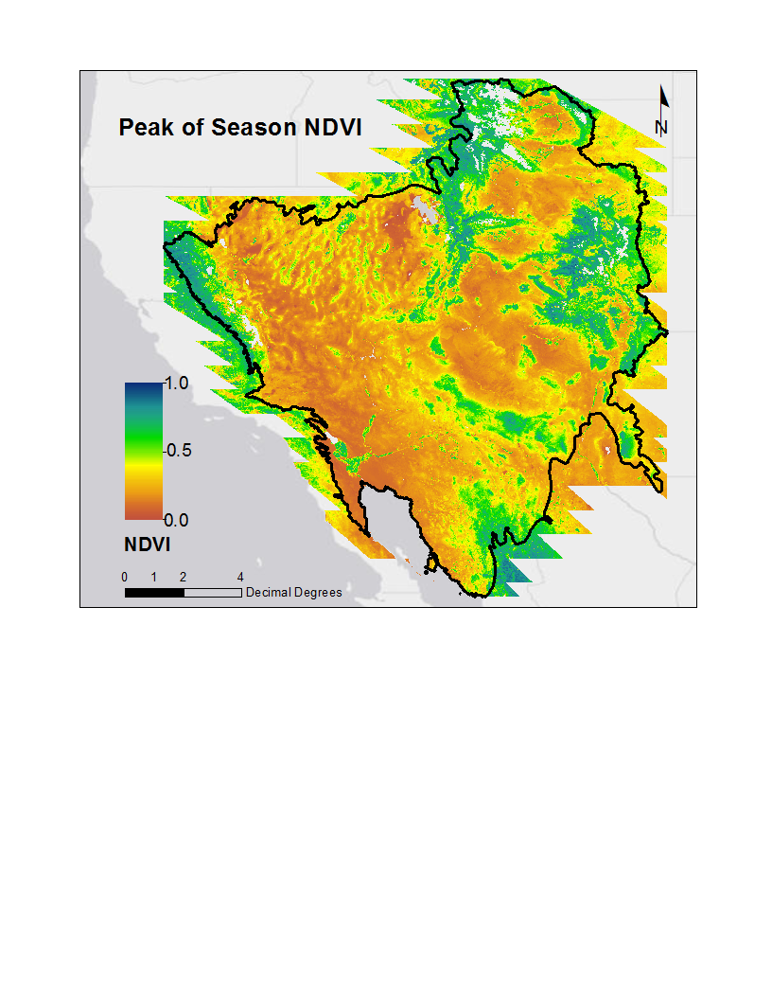 Peak of Season NDVI
N
1.0
0.5
0.0
NDVI
0 1 2 4
Decimal Degrees